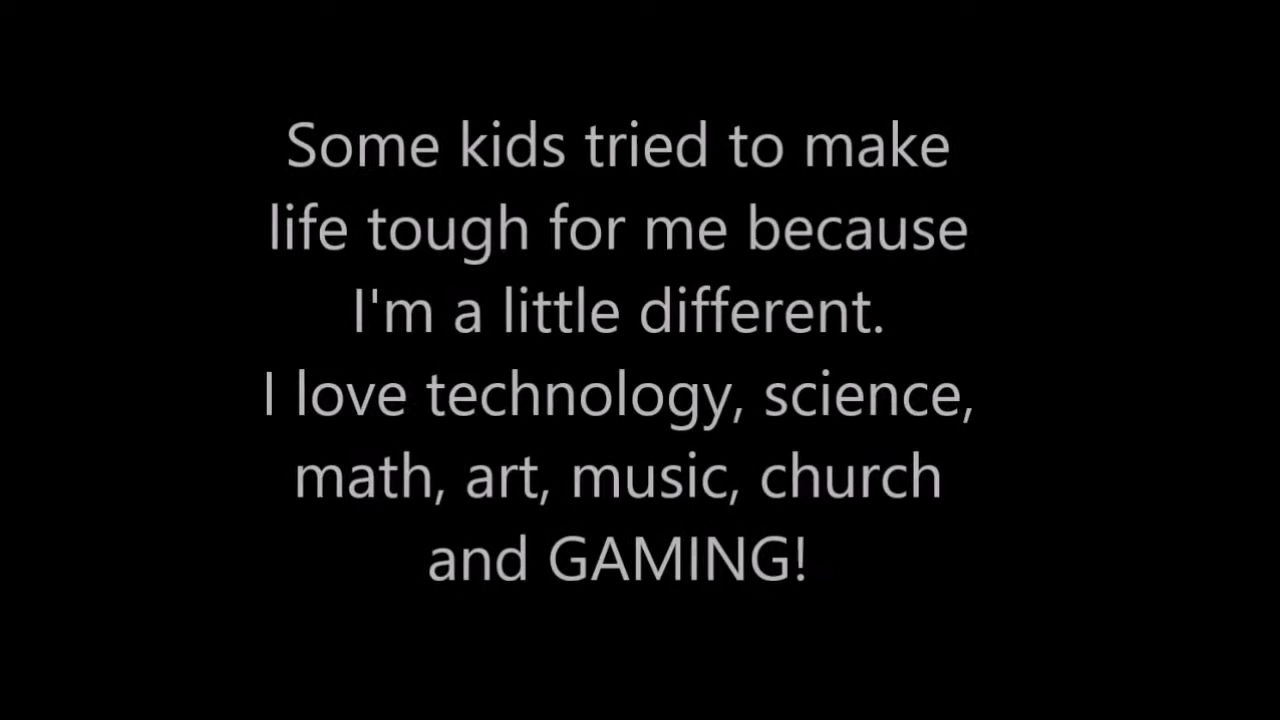 Some kids tried to make
life tough for me because
I'm a little different.
I love technology, science,
math, art, music, church
and GAMING!